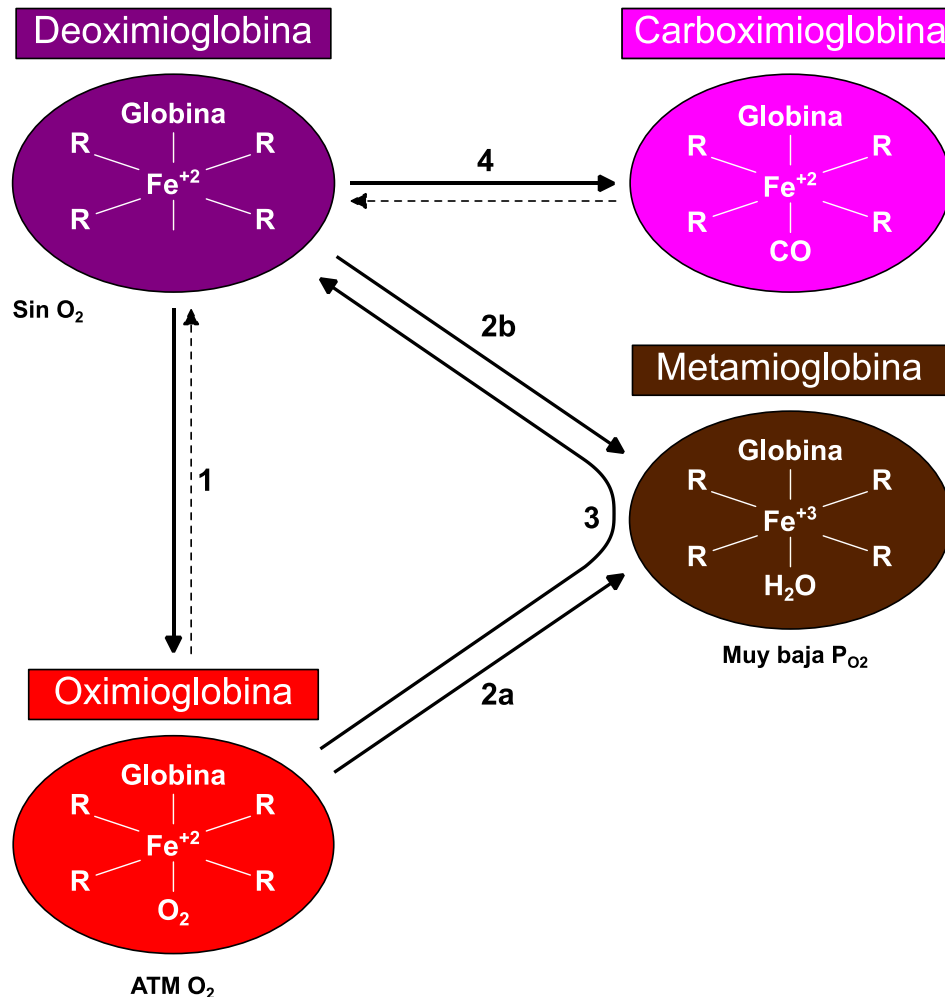 Deoximioglobina
Globina
R R
Fe+2
R R
Sin O2
Carboximioglobina
Globina
R R
Fe+2
R R
CO
4
2b
Metamioglobina
Globina
R R
Fe+3
R R
H2O
Muy baja PO2
1
3
2a
Oximioglobina
Globina
R R
Fe+2
R R
O2
ATM O2